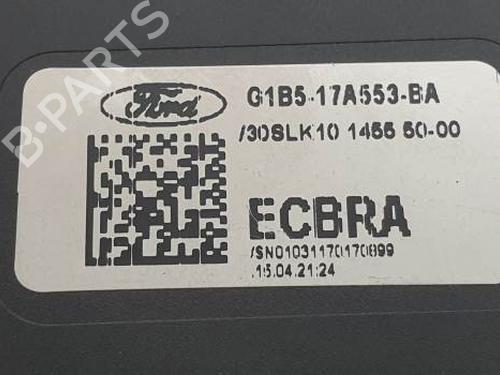 Ford
G1B5-17A553-BA
/30SLK10 1455 50-00
ECBRA
/SN01031170170899
.15.04.21:24
B-PARTS